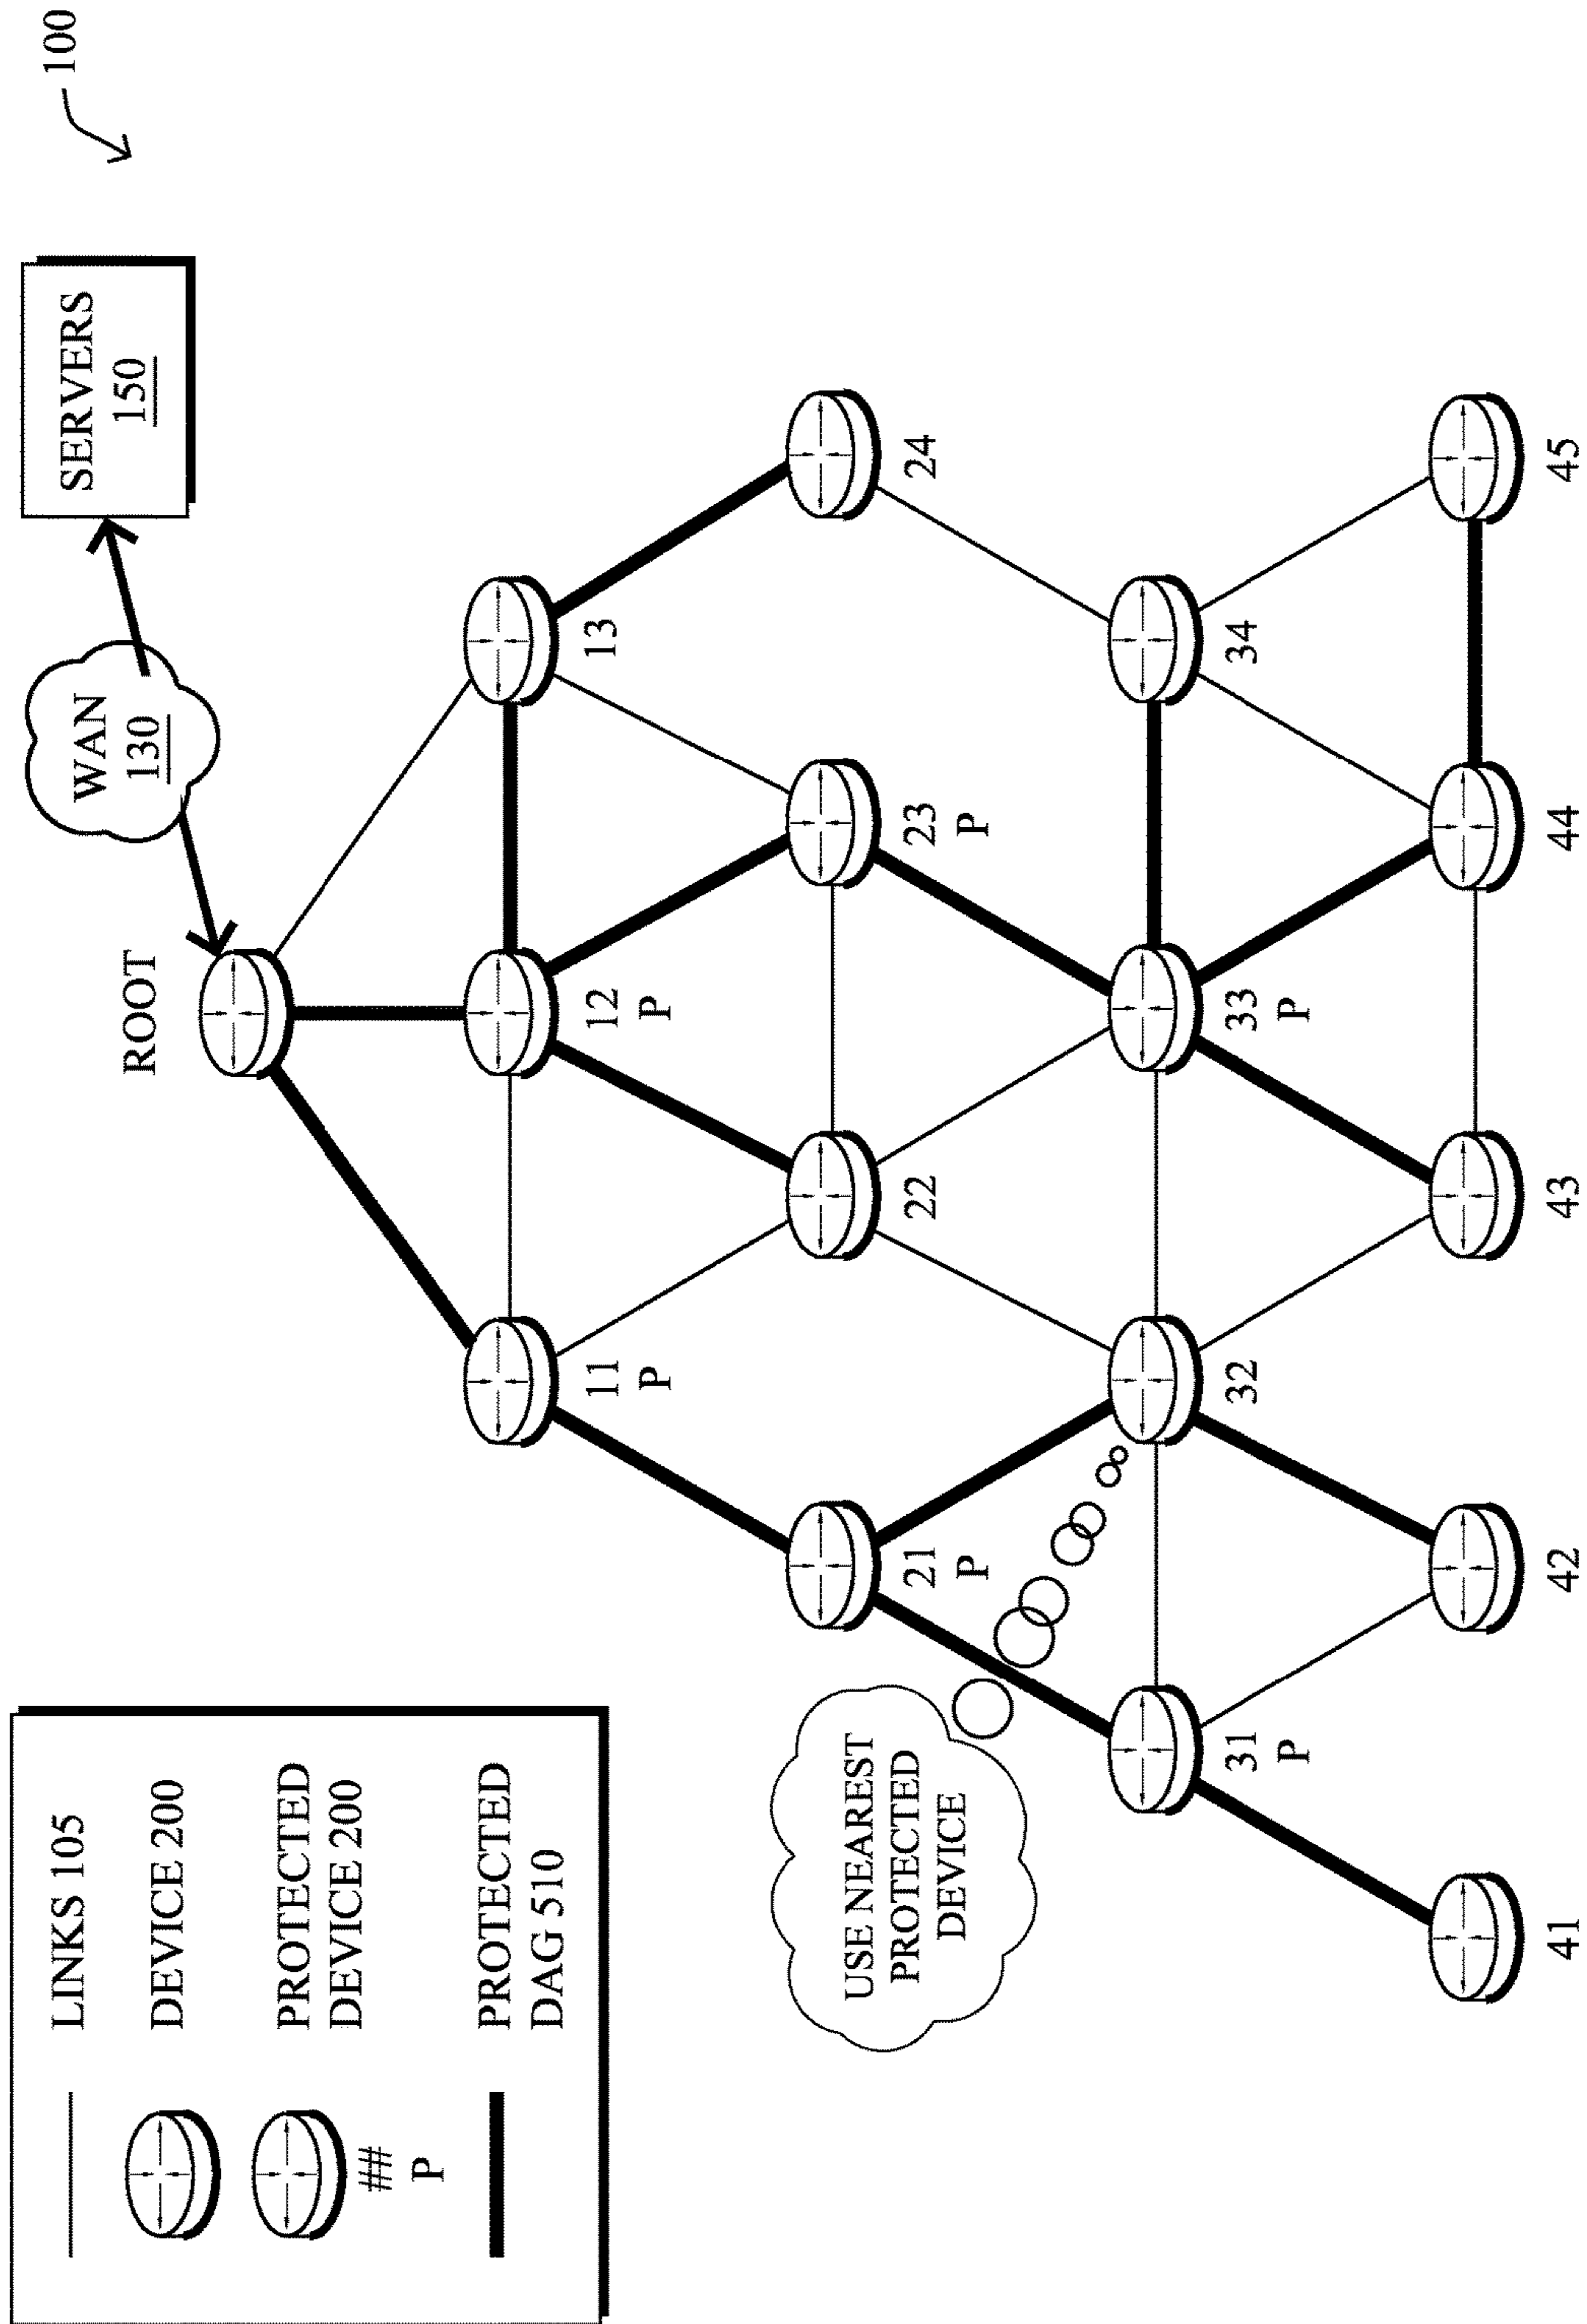 LINKS 105
DEVICE 200
##
P
PROTECTED
DEVICE 200
PROTECTED
DAG 510
ROOT
WAN
130
SERVERS
150
100
11
P
12
P
13
21
P
22
23
P
24
USE NEAREST
PROTECTED
DEVICE
31
P
32
33
P
34
41
42
43
44
45